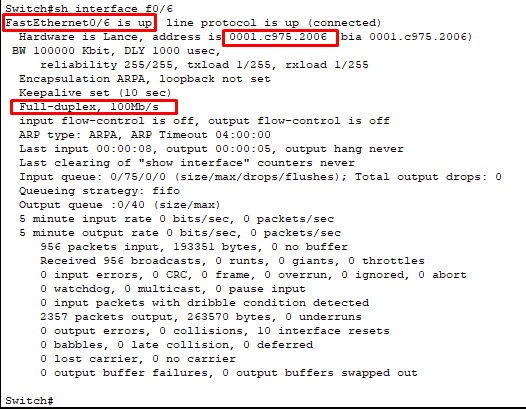 Switch#sh interface f0/6
FastEthernet0/6 is up line protocol is up (connected)
Hardware is Lance, address is 0001.c975.2006 bia 0001.c975.2006)
BW 100000 Kbit, DLY 1000 usec,
reliability 255/255, txload 1/255, rxload 1/255
Encapsulation ARPA, loopback not set
Keepalive set (10 sec)
Full-duplex, 100Mb/s
input flow-control is off, output flow-control is off
ARP type: ARPA, ARP Timeout 04:00:00
Last input 00:00:08, output 00:00:05, output hang never
Last clearing of "show interface" counters never
Input queue: 0/75/0/0 (size/max/drops/flushes); Total output drops: 0
Queueing strategy: fifo
Output queue :0/40 (size/max)
5 minute input rate 0 bits/sec, 0 packets/sec
5 minute output rate 0 bits/sec, 0 packets/sec
956 packets input, 193351 bytes, 0 no buffer
Received 956 broadcasts, 0 runts, 0 giants, 0 throttles
0 input errors, 0 CRC, 0 frame, 0 overrun, 0 ignored, 0 abort
0 watchdog, 0 multicast, 0 pause input
0 input packets with dribble condition detected
2357 packets output, 263570 bytes, 0 underruns
0 output errors, 0 collisions, 10 interface resets
0 babbles, 0 late collision, 0 deferred
0 lost carrier, 0 no carrier
0 output buffer failures, 0 output buffers swapped out
Switch#